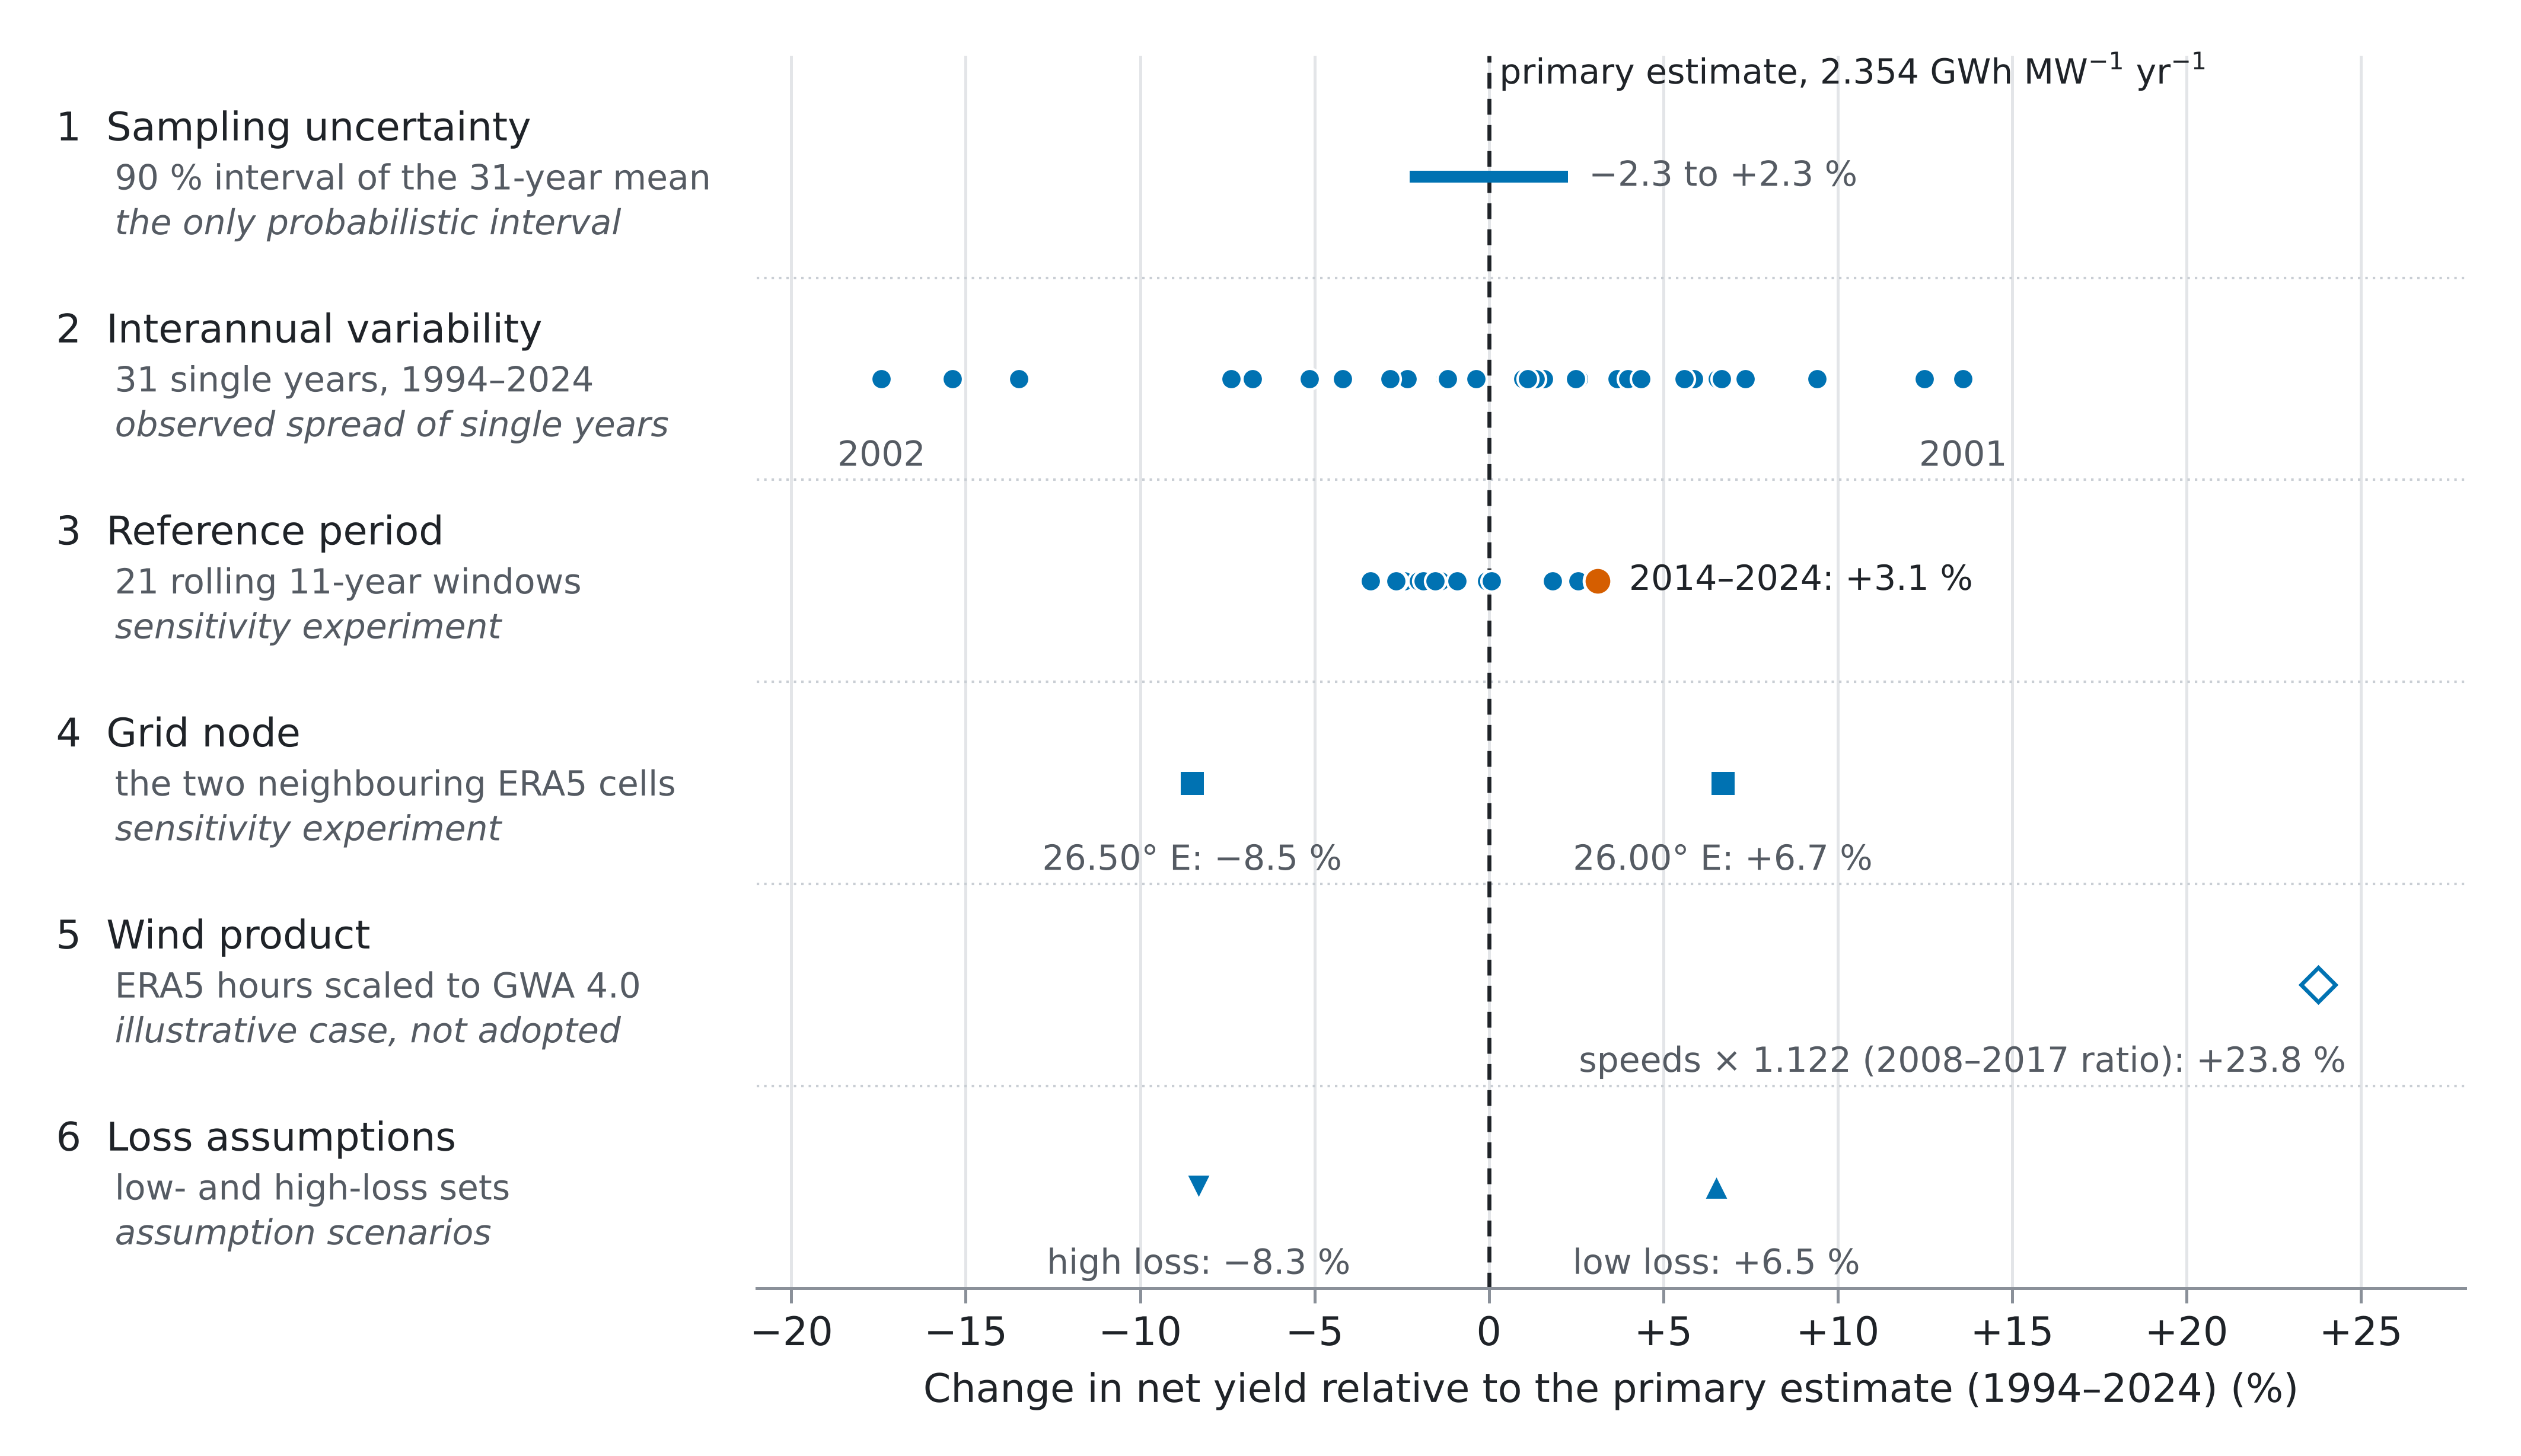 primary estimate, 2.354 GWh MW⁻¹ yr⁻¹
1 Sampling uncertainty
90 % interval of the 31-year mean
−2.3 to +2.3 %
the only probabilistic interval
2 Interannual variability
31 single years, 1994–2024
observed spread of single years
2002
2001
3 Reference period
21 rolling 11-year windows
2014–2024: +3.1 %
sensitivity experiment
4 Grid node
the two neighbouring ERA5 cells
sensitivity experiment
26.50° E: −8.5 %
26.00° E: +6.7 %
5 Wind product
ERA5 hours scaled to GWA 4.0
illustrative case, not adopted
speeds × 1.122 (2008–2017 ratio): +23.8 %
6 Loss assumptions
low- and high-loss sets
assumption scenarios
high loss: −8.3 %
low loss: +6.5 %
−20 −15 −10 −5 0 +5 +10 +15 +20 +25
Change in net yield relative to the primary estimate (1994–2024) (%)